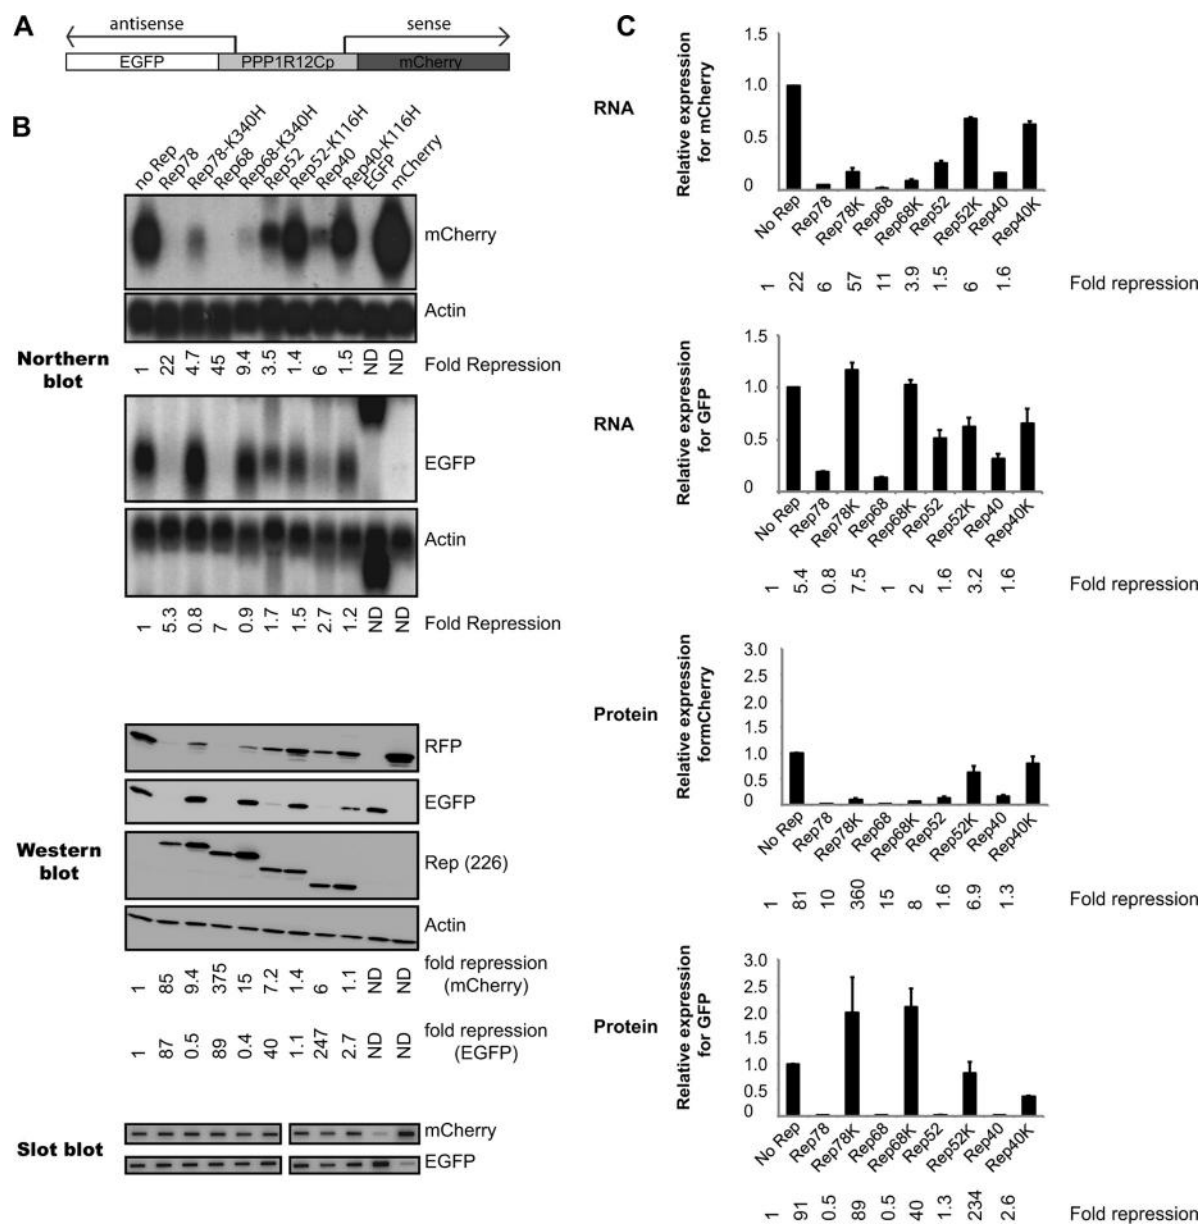 A
antisense
sense
EGFP
PPP1R12Cp
mCherry
B
no Rep
Rep78
Rep78-K340H
Rep68
Rep68-K340H
Rep52
Rep52-K116H
Rep40
Rep40-K116H
EGFP
mCherry
mCherry
Actin
Northern
blot
1 22 4.7 45 9.4 3.5 1.4 6 1.5 ND ND Fold Repression
EGFP
Actin
1 5.3 0.8 7 0.9 1.7 1.5 2.7 1.2 ND ND Fold Repression
RFP
EGFP
Western
blot
Rep (226)
Actin
1 85 9.4 375 15 7.2 1.4 6 1.1 ND ND fold repression
(mCherry)
1 87 0.5 89 0.4 40 1.1 247 2.7 ND ND fold repression
(EGFP)
Slot blot
mCherry
EGFP
C
RNA
Relative expression
for mCherry
1.5
1.0
0.5
0
No Rep Rep78 Rep78K Rep68 Rep68K Rep52 Rep52K Rep40 Rep40K
1 22 6 57 11 3.9 1.5 6 1.6 Fold repression
RNA
Relative expression
for GFP
1.5
1.0
0.5
0
No Rep Rep78 Rep78K Rep68 Rep68K Rep52 Rep52K Rep40 Rep40K
1 5.4 0.8 7.5 1 2 1.6 3.2 1.6 Fold repression
Protein
Relative expression
formCherry
3.0
2.5
2.0
1.0
0.5
0
No Rep Rep78 Rep78K Rep68 Rep68K Rep52 Rep52K Rep40 Rep40K
1 81 10 360 15 8 1.6 6.9 1.3 Fold repression
Protein
Relative expression
for GFP
3.0
2.5
2.0
1.5
1.0
0.5
0
No Rep Rep78 Rep78K Rep68 Rep68K Rep52 Rep52K Rep40 Rep40K
1 91 0.5 89 0.5 40 1.3 234 2.6 Fold repression